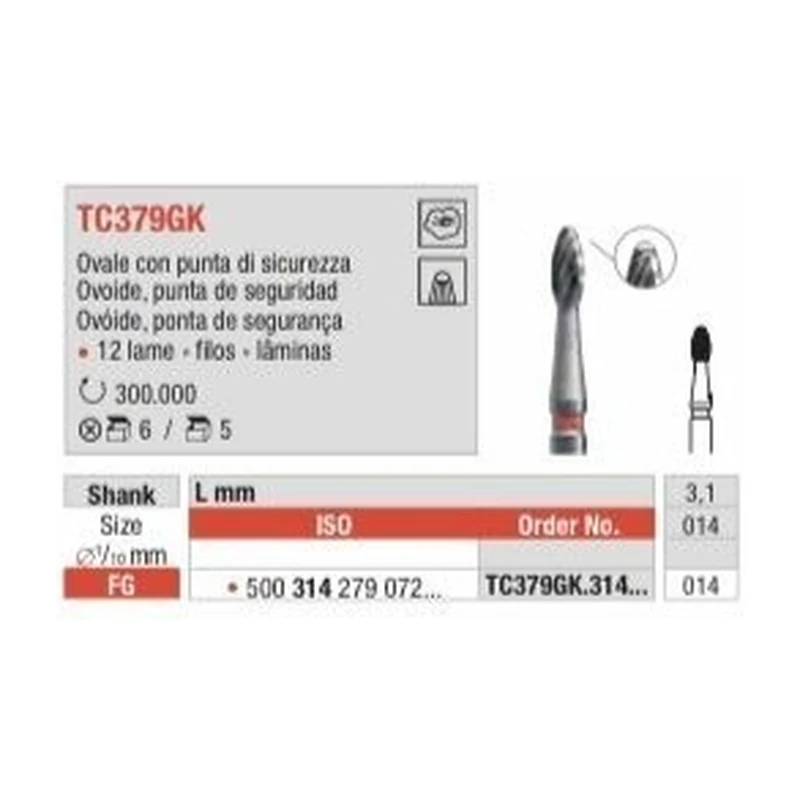 TC379GK
Ovale con punta di sicurezza
Ovoide, punta de seguridad
Ovóide, ponta de segurança
• 12 lame • filos • lâminas
300.000
6 / 5
Shank L mm 3,1
Size ISO Order No. 014
∅ 1/10 mm
FG • 500 314 279 072... TC379GK.314... 014